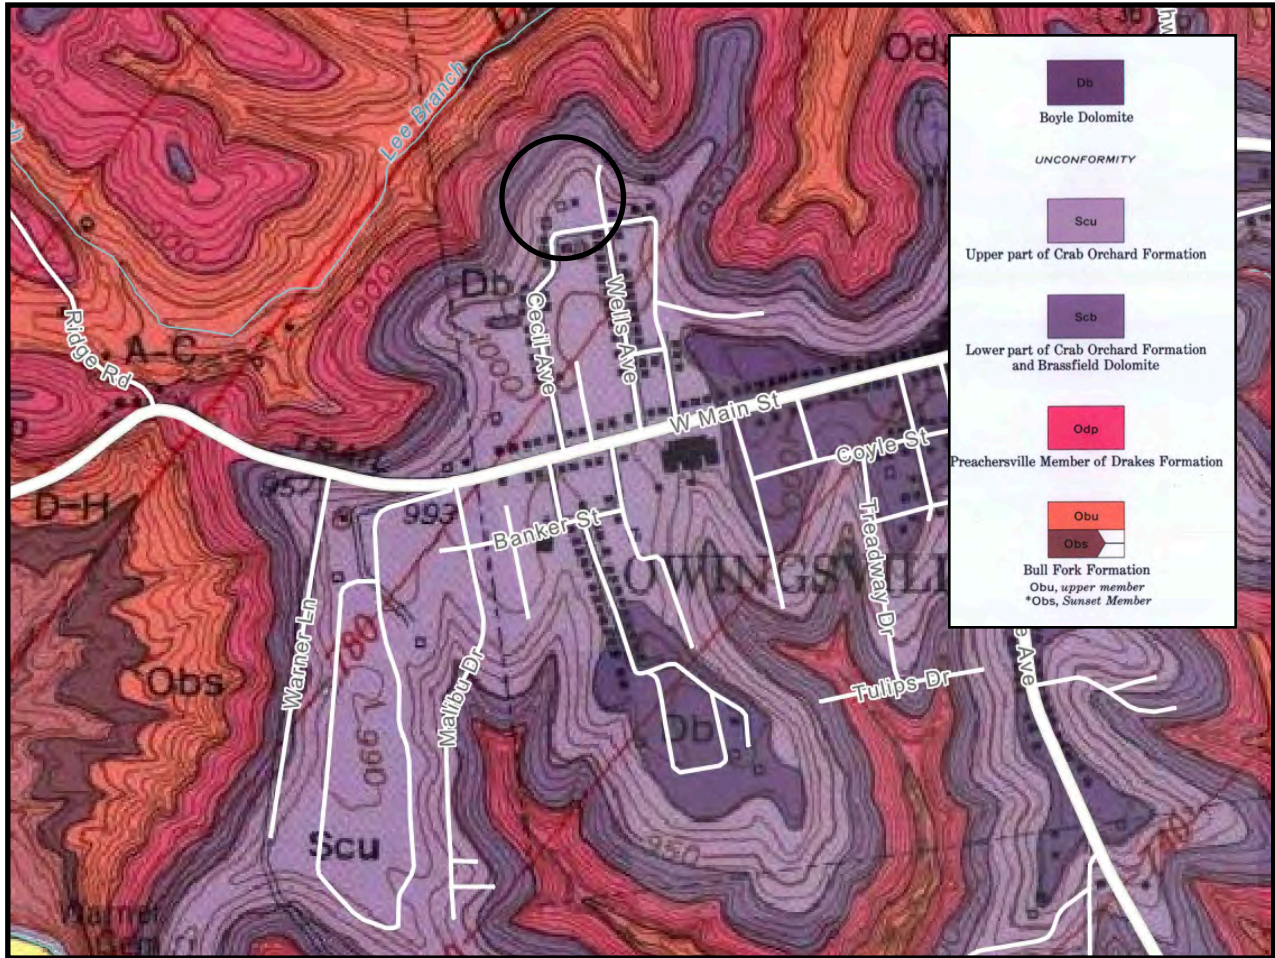 Lee Branch
Od
900
Db
Db
Boyle Dolomite
UNCONFORMITY
Scu
Upper part of Crab Orchard Formation
Scb
Lower part of Crab Orchard Formation
and Brassfield Dolomite
Odp
Preachersville Member of Drakes Formation
Obu
Obs
Bull Fork Formation
Obu, upper member
*Obs, Sunset Member
Ridge Rd
A-C
Cecil Ave
Wells Ave
1000
W Main St
Coyle St
D-H
957
993
Banker St
OWINGSVILL
Treadway Dr
Warner Ln
180
Malibu Dr
Obs
Tulips Dr
e Ave
Db
990
Scu
950